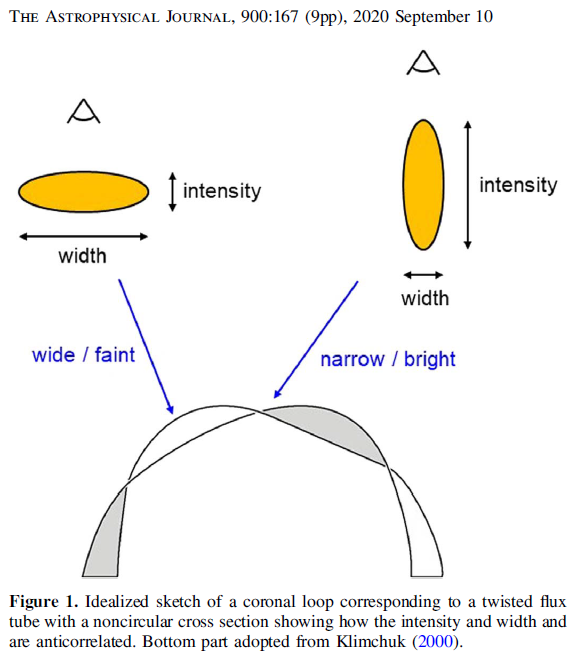 THE ASTROPHYSICAL JOURNAL, 900:167 (9pp), 2020 September 10
intensity
width
intensity
width
wide / faint
narrow / bright
Figure 1. Idealized sketch of a coronal loop corresponding to a twisted flux
tube with a noncircular cross section showing how the intensity and width and
are anticorrelated. Bottom part adopted from Klimchuk (2000).